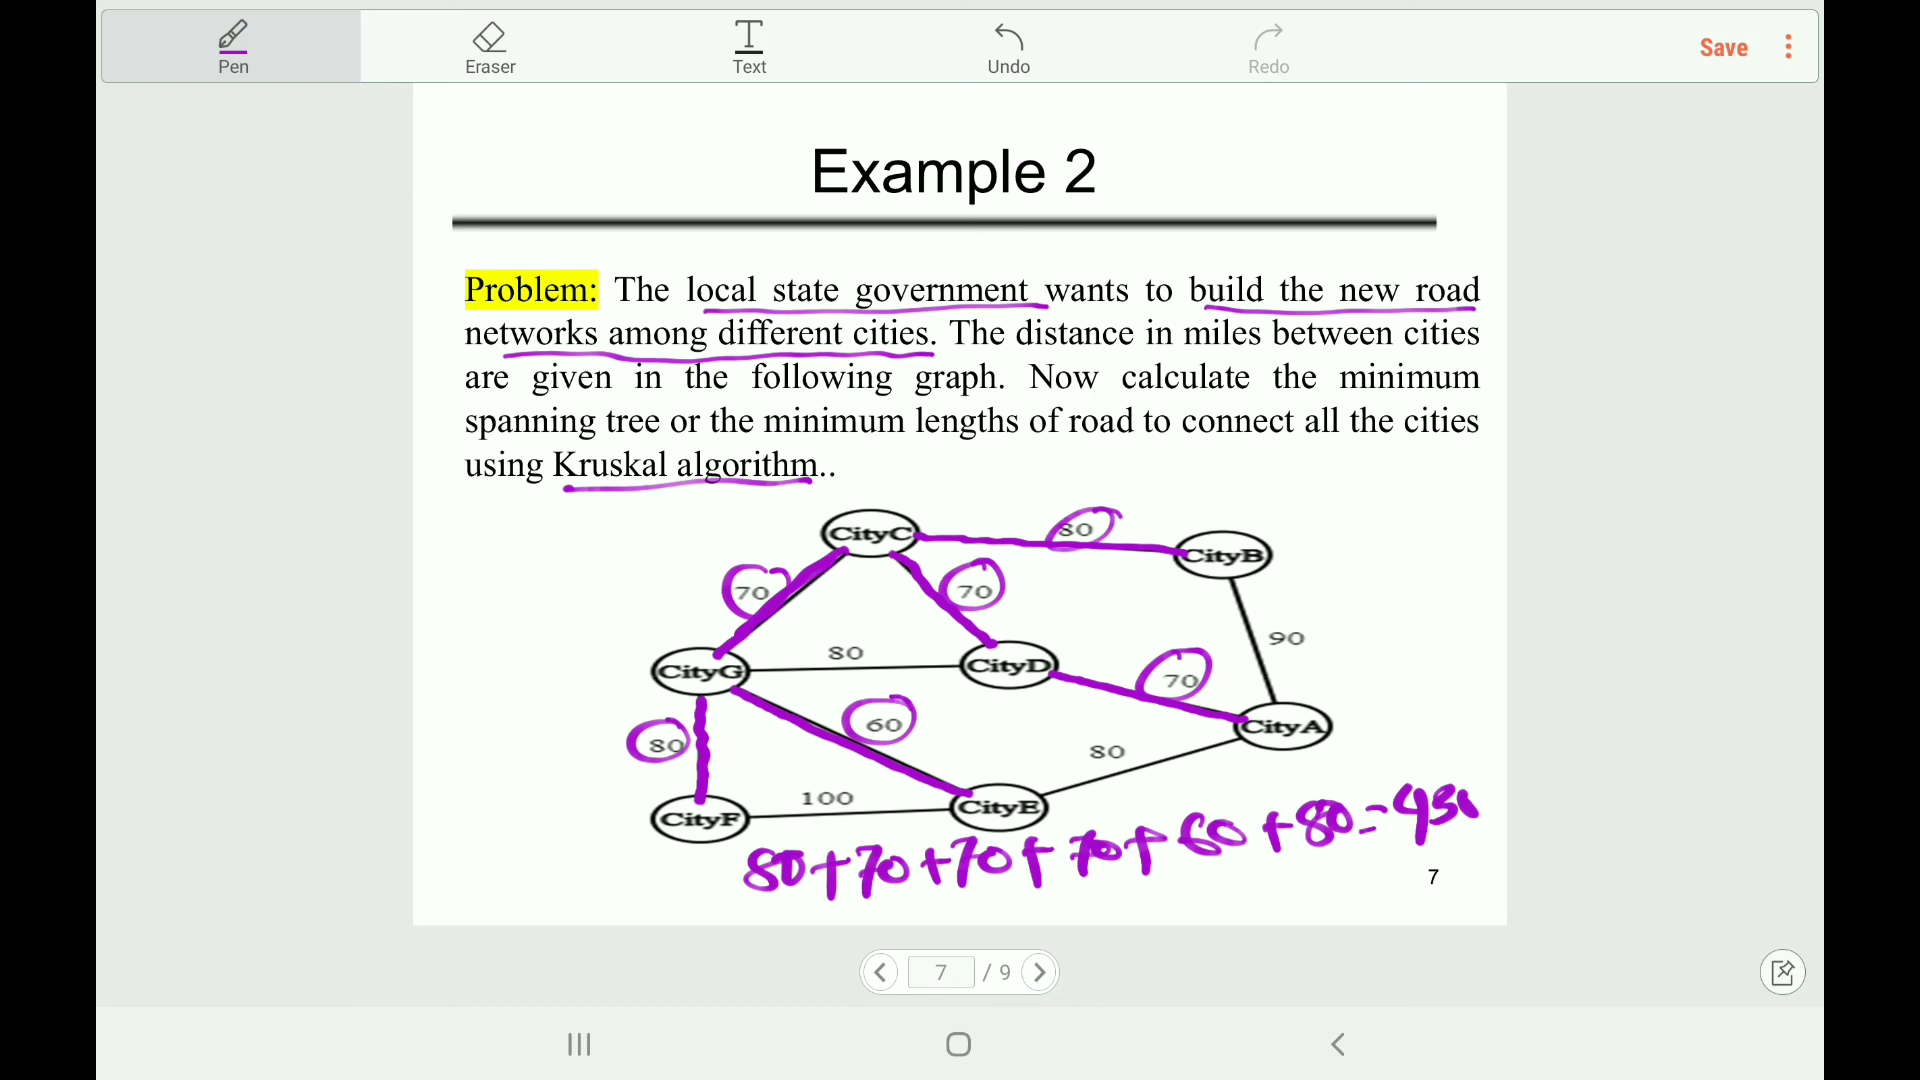 Pen Eraser Text Undo Redo Save
Example 2
Problem: The local state government wants to build the new road
networks among different cities. The distance in miles between cities
are given in the following graph. Now calculate the minimum
spanning tree or the minimum lengths of road to connect all the cities
using Kruskal algorithm..
CityC
80
CityB
70
70
90
80
CityG
CityD
70
60
CityA
80
80
100
CityE
CityF
80+70+70+70+60+80=430
7
7 / 9